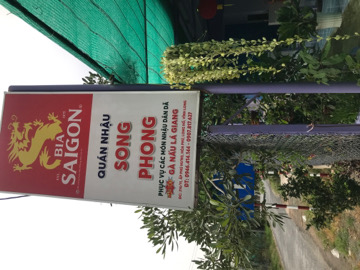 BIA
SAIGON
QUÁN NHẬU
SONG
PHONG
PHỤC VỤ CÁC MÓN NHẬU DÂN DÃ
GÀ NẤU LÁ GIANG